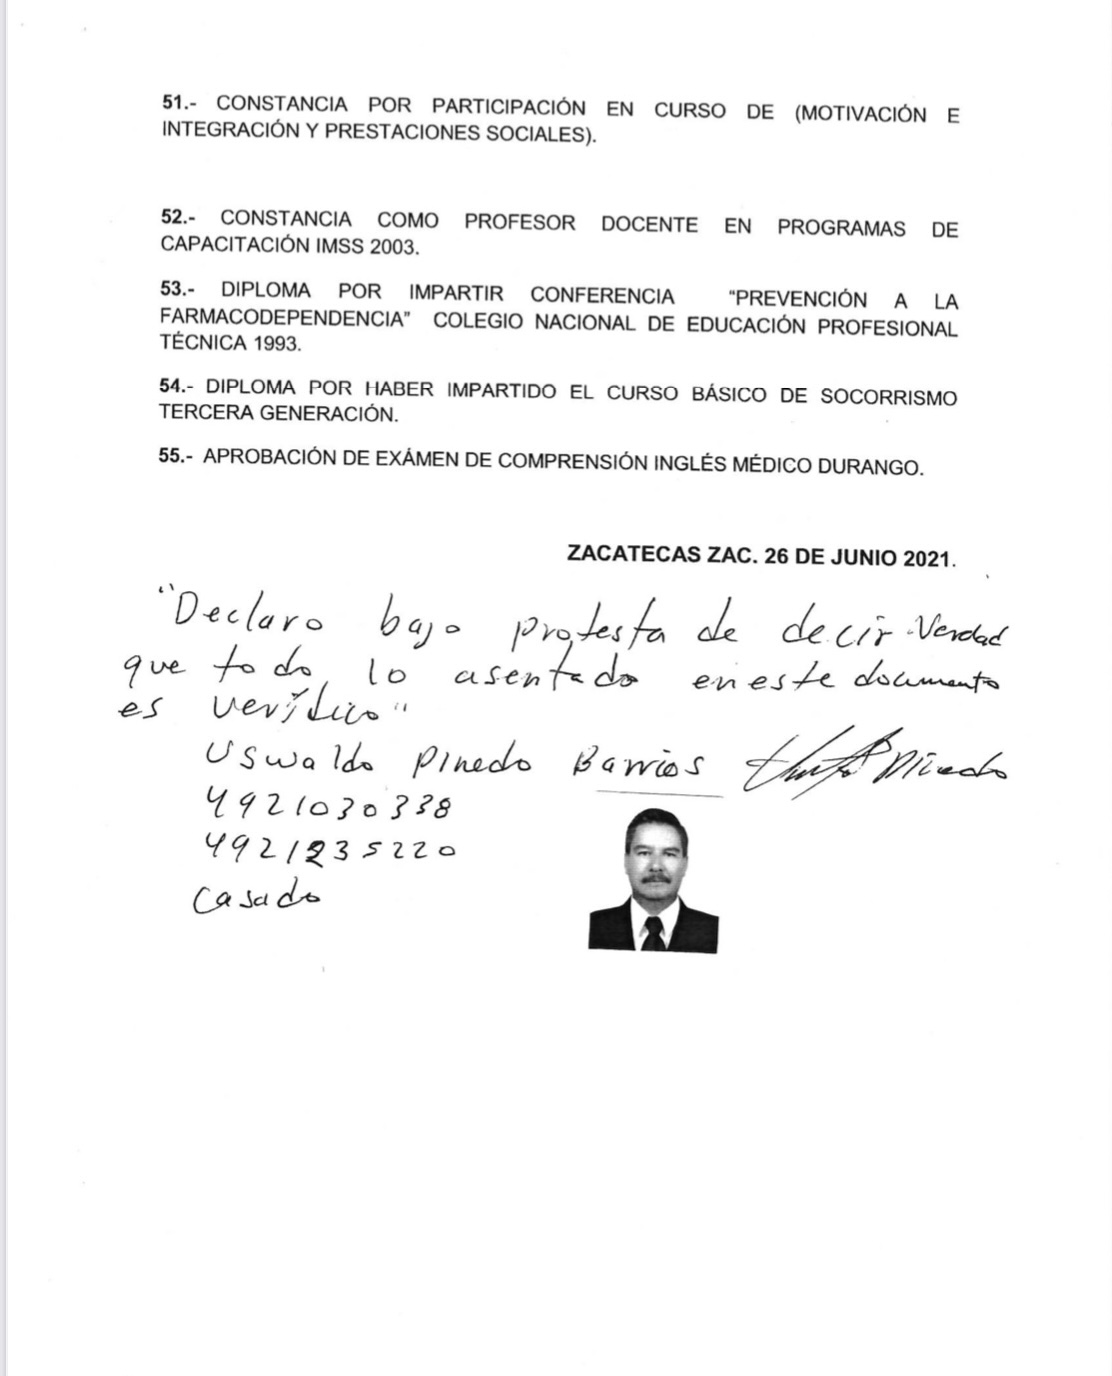 51.- CONSTANCIA POR PARTICIPACIÓN EN CURSO DE (MOTIVACIÓN E
INTEGRACIÓN Y PRESTACIONES SOCIALES).
52.- CONSTANCIA COMO PROFESOR DOCENTE EN PROGRAMAS DE
CAPACITACIÓN IMSS 2003.
53.- DIPLOMA POR IMPARTIR CONFERENCIA “PREVENCIÓN A LA
FARMACODEPENDENCIA” COLEGIO NACIONAL DE EDUCACIÓN PROFESIONAL
TÉCNICA 1993.
54.- DIPLOMA POR HABER IMPARTIDO EL CURSO BÁSICO DE SOCORRISMO
TERCERA GENERACIÓN.
55.- APROBACIÓN DE EXÁMEN DE COMPRENSIÓN INGLÉS MÉDICO DURANGO.
ZACATECAS ZAC. 26 DE JUNIO 2021.
"Declaro bajo protesta de decir Verdad
que todo lo asentado en este documento
es verídico"
Uswaldo Pinedo Barrios Pinedo
4921030338
4921235220
Casado